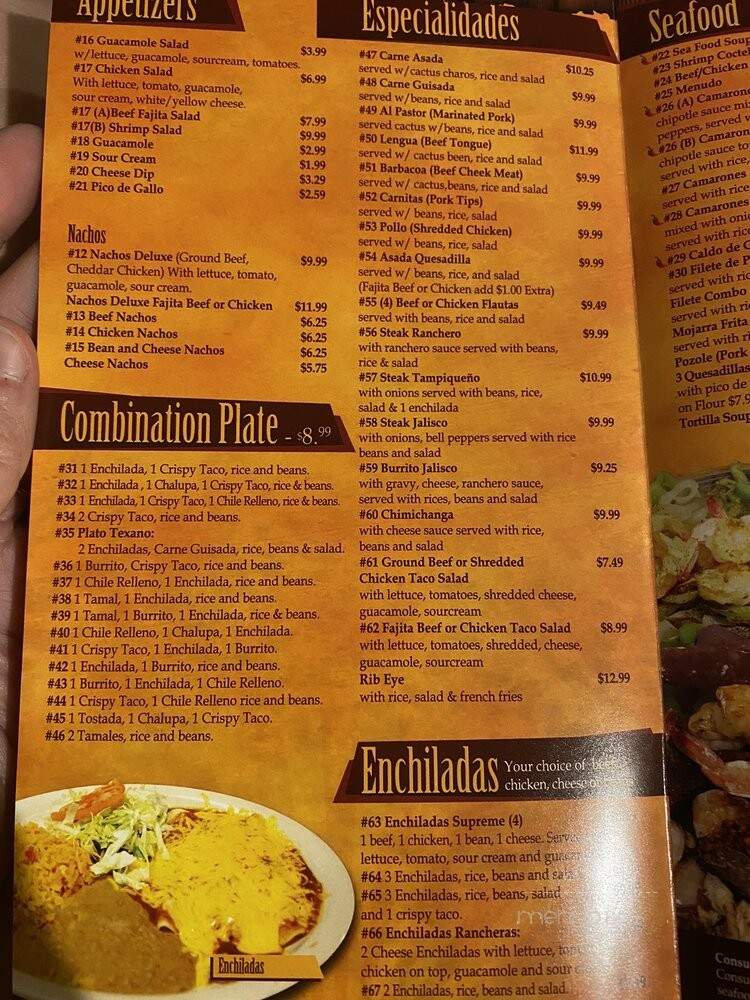 Appetizers
#16 Guacamole Salad $3.99
w/lettuce, guacamole, sourcream, tomatoes.
#17 Chicken Salad $6.99
With lettuce, tomato, guacamole,
sour cream, white/yellow cheese.
#17 (A)Beef Fajita Salad $7.99
#17(B) Shrimp Salad $9.99
#18 Guacamole $2.99
#19 Sour Cream $1.99
#20 Cheese Dip $3.29
#21 Pico de Gallo $2.59
Nachos
#12 Nachos Deluxe (Ground Beef, $9.99
Cheddar Chicken) With lettuce, tomato,
guacamole, sour cream.
Nachos Deluxe Fajita Beef or Chicken $11.99
#13 Beef Nachos $6.25
#14 Chicken Nachos $6.25
#15 Bean and Cheese Nachos $6.25
Cheese Nachos $5.75
Combination Plate - $8.99
#31 1 Enchilada, 1 Crispy Taco, rice and beans.
#32 1 Enchilada , 1 Chalupa, 1 Crispy Taco, rice & beans.
#33 1 Enchilada, 1 Crispy Taco, 1 Chile Relleno, rice & beans.
#34 2 Crispy Taco, rice and beans.
#35 Plato Texano:
2 Enchiladas, Carne Guisada, rice, beans & salad.
#36 1 Burrito, Crispy Taco, rice and beans.
#37 1 Chile Relleno, 1 Enchilada, rice and beans.
#38 1 Tamal, 1 Enchilada, rice and beans.
#39 1 Tamal, 1 Burrito, 1 Enchilada, rice & beans.
#40 1 Chile Relleno, 1 Chalupa, 1 Enchilada.
#41 1 Crispy Taco, 1 Enchilada, 1 Burrito.
#42 1 Enchilada, 1 Burrito, rice and beans.
#43 1 Burrito, 1 Enchilada, 1 Chile Relleno.
#44 1 Crispy Taco, 1 Chile Relleno rice and beans.
#45 1 Tostada, 1 Chalupa, 1 Crispy Taco.
#46 2 Tamales, rice and beans.
Enchiladas
Especialidades
#47 Carne Asada $10.25
served w/cactus charos, rice and salad
#48 Carne Guisada $9.99
served w/beans, rice and salad
#49 Al Pastor (Marinated Pork) $9.99
served cactus w/beans, rice and salad
#50 Lengua (Beef Tongue) $11.99
served w/ cactus been, rice and salad
#51 Barbacoa (Beef Cheek Meat) $9.99
served w/ cactus,beans, rice and salad
#52 Carnitas (Pork Tips) $9.99
served w/ beans, rice, salad
#53 Pollo (Shredded Chicken) $9.99
served w/ beans, rice and salad
#54 Asada Quesadilla $9.99
served w/ beans, rice, and salad
(Fajita Beef or Chicken add $1.00 Extra)
#55 (4) Beef or Chicken Flautas $9.49
served with beans, rice and salad
#56 Steak Ranchero $9.99
with ranchero sauce served with beans,
rice & salad
#57 Steak Tampiqueño $10.99
with onions served with beans, rice,
salad & 1 enchilada
#58 Steak Jalisco $9.99
with onions, bell peppers served with rice
beans and salad
#59 Burrito Jalisco $9.25
with gravy, cheese, ranchero sauce,
served with rices, beans and salad
#60 Chimichanga $9.99
with cheese sauce served with rice,
beans and salad
#61 Ground Beef or Shredded $7.49
Chicken Taco Salad
with lettuce, tomatoes, shredded cheese,
guacamole, sourcream
#62 Fajita Beef or Chicken Taco Salad $8.99
with lettuce, tomatoes, shredded, cheese,
guacamole, sourcream
Rib Eye $12.99
with rice, salad & french fries
Enchiladas Your choice of beef,
chicken, cheese
#63 Enchiladas Supreme (4)
1 beef, 1 chicken, 1 bean, 1 cheese.
lettuce, tomato, sour cream and
#64 3 Enchiladas, rice, beans and
#65 3 Enchiladas, rice, beans, salad
and 1 crispy taco.
#66 Enchiladas Rancheras:
2 Cheese Enchiladas with lettuce,
chicken on top, guacamole and sour
#67 2 Enchiladas, rice, beans and salad.
Seafood
#22 Sea Food Soup
#23 Shrimp Coctel
#24 Beef/Chicken
#25 Menudo
#26 (A) Camarones
chipotle sauce
peppers, served
#26 (B) Camarones
chipotle sauce
served with rice,
#27 Camarones
served with rice
#28 Camarones
mixed with
served with rice
#29 Caldo de
#30 Filete de
served with
Filete Combo
served with
Mojarra Frita
served with
Pozole (Pork
3 Quesadillas
with pico de
on Flour
Tortilla Soup